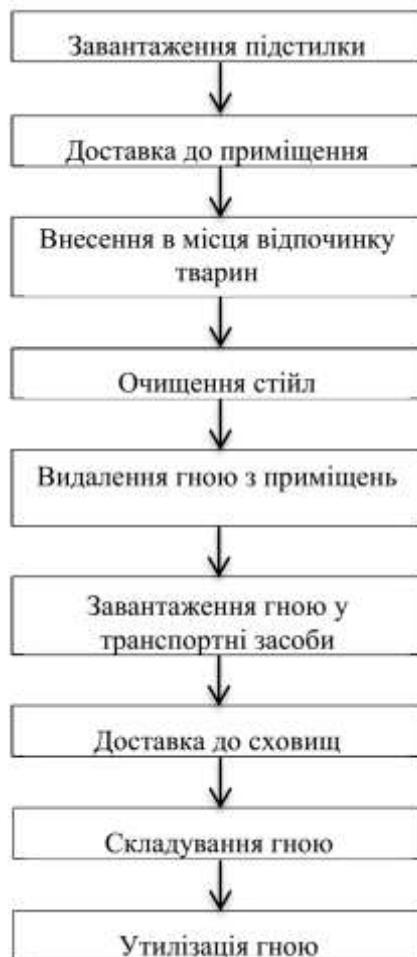 Завантаження підстилки
Доставка до приміщення
Внесення в місця відпочинку
тварин
Очищення стійл
Видалення гною з приміщень
Завантаження гною у
транспортні засоби
Доставка до сховищ
Складування гною
Утилізація гною